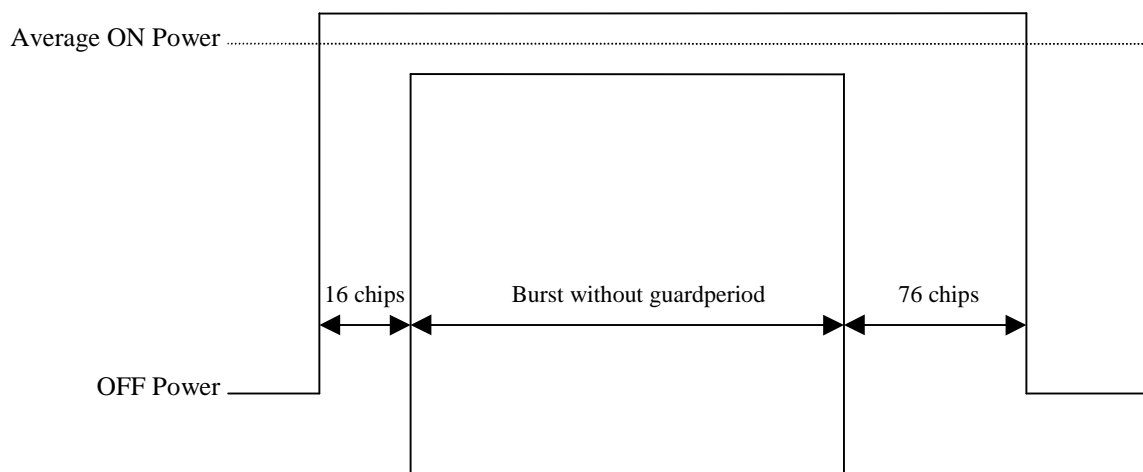 Average ON Power
16 chips
Burst without guardperiod
76 chips
OFF Power